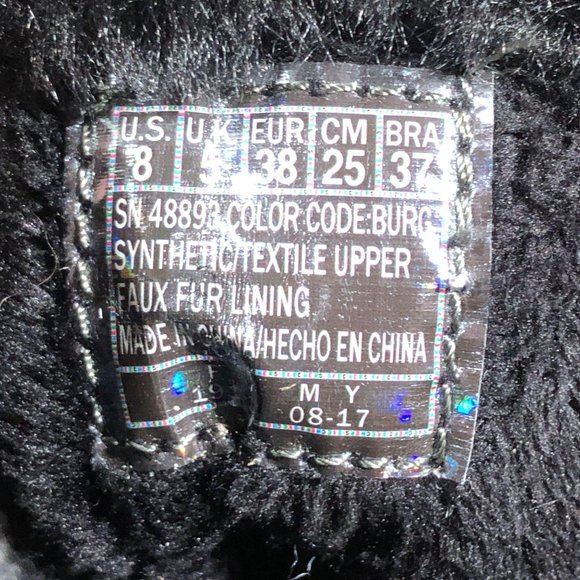 U.S. U.K EUR. CM BRA
8 5 38 25 37
SN 48893 COLOR CODE:BURG
SYNTHETIC/TEXTILE UPPER
FAUX FUR LINING
MADE IN CHINA/HECHO EN CHINA
M Y
08-17